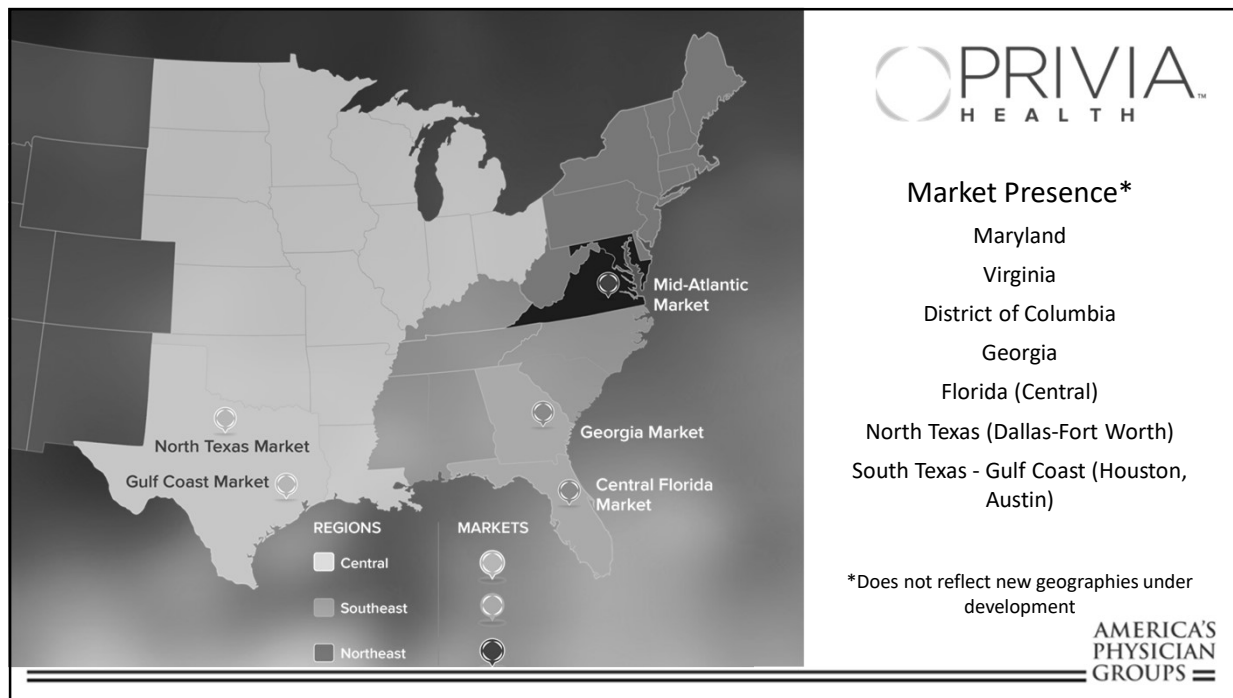 PRIVIA™
HEALTH
Market Presence*
Maryland
Virginia
District of Columbia
Georgia
Florida (Central)
North Texas (Dallas-Fort Worth)
South Texas - Gulf Coast (Houston,
Austin)
*Does not reflect new geographies under
development
Mid-Atlantic
Market
North Texas Market
Georgia Market
Gulf Coast Market
Central Florida
Market
REGIONS
MARKETS
Central
Southeast
Northeast
AMERICA'S
PHYSICIAN
GROUPS